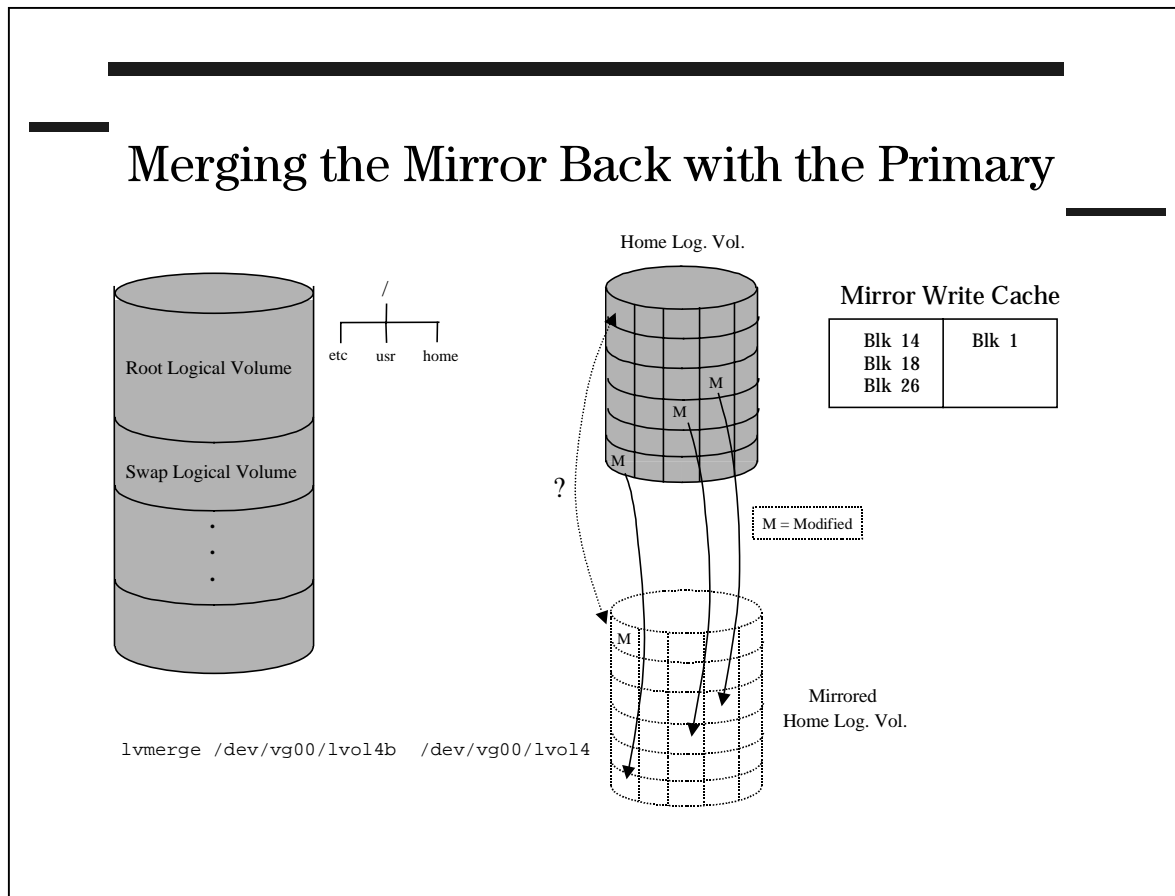 Merging the Mirror Back with the Primary
Home Log. Vol.
/
etc usr home
Root Logical Volume
Swap Logical Volume
Mirror Write Cache
Blk 14 Blk 1
Blk 18
Blk 26
M
M
M
?
M = Modified
M
Mirrored
Home Log. Vol.
lvmerge /dev/vg00/lvol4b /dev/vg00/lvol4